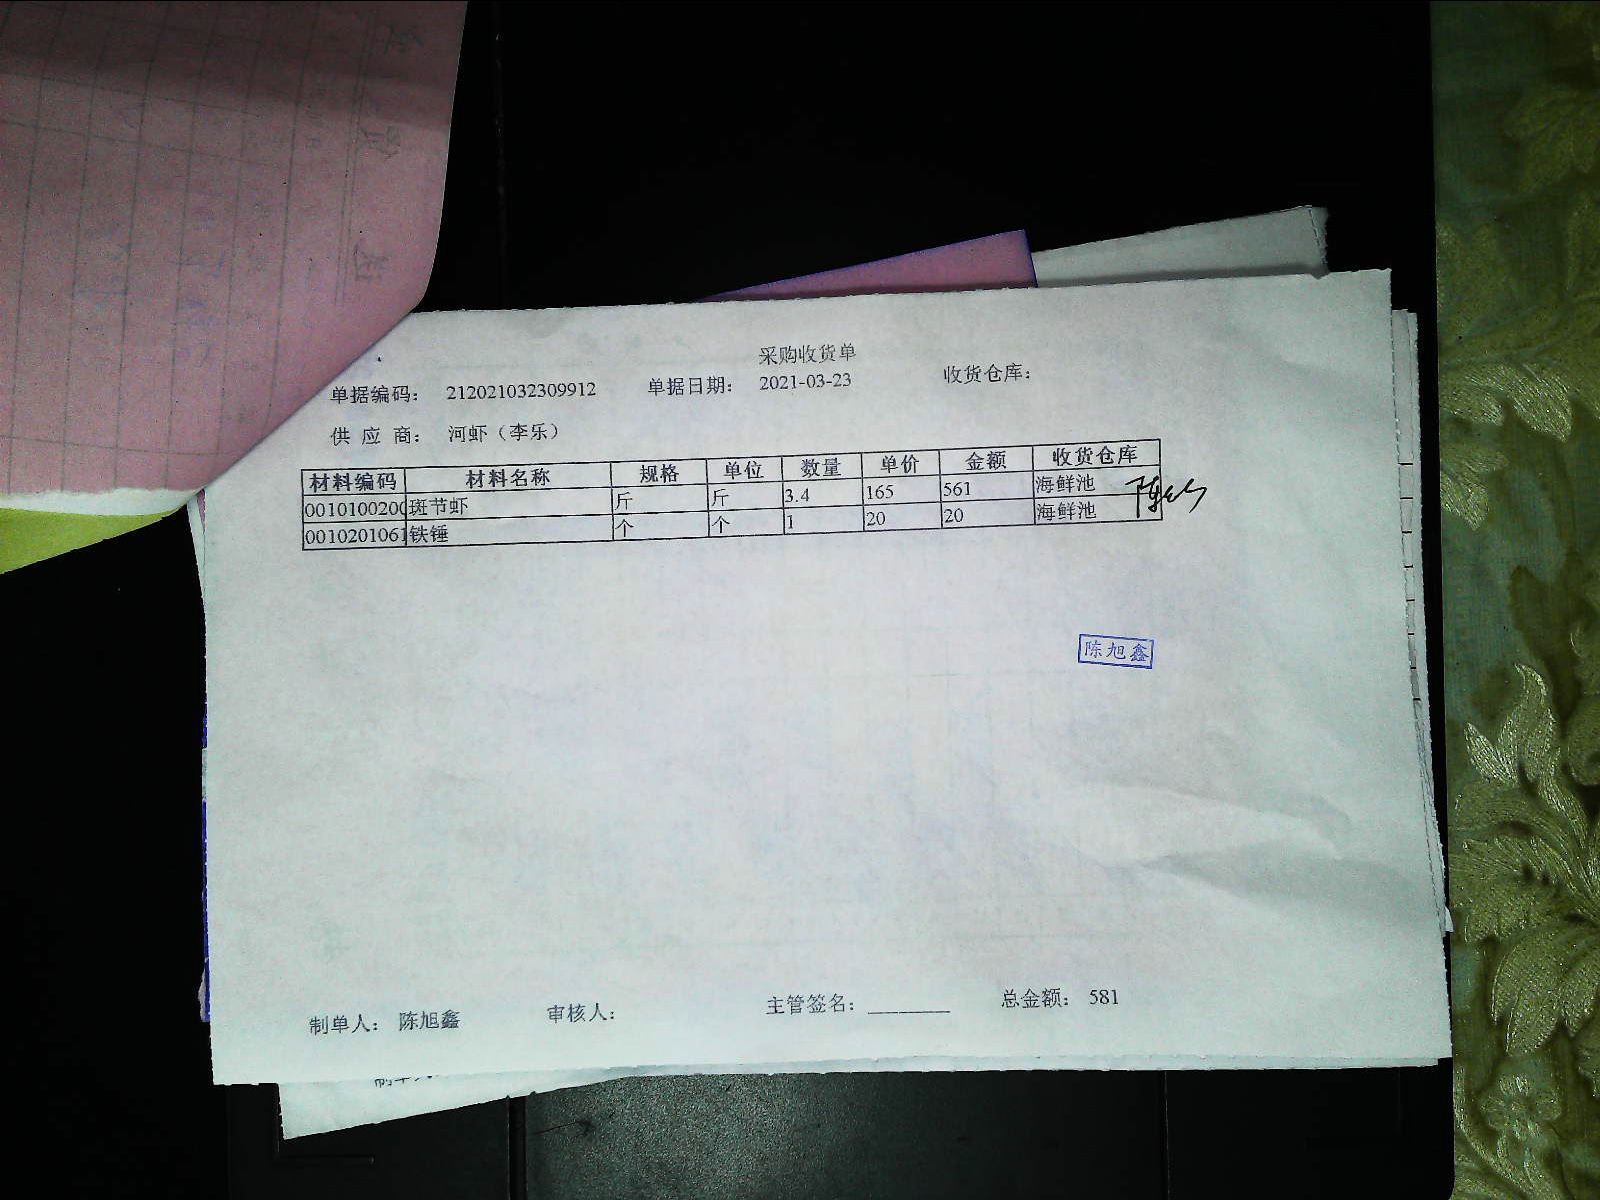 采购收货单
单据编码： 212021032309912 单据日期： 2021-03-23 收货仓库：
供 应 商： 河虾（李乐）
材料编码 材料名称 规格 单位 数量 单价 金额 收货仓库
0010100200 斑节虾 斤 斤 3.4 165 561 海鲜池
0010201061 铁锤 个 个 1 20 20 海鲜池
陈旭鑫
制单人： 陈旭鑫 审核人： 主管签名：________ 总金额： 581